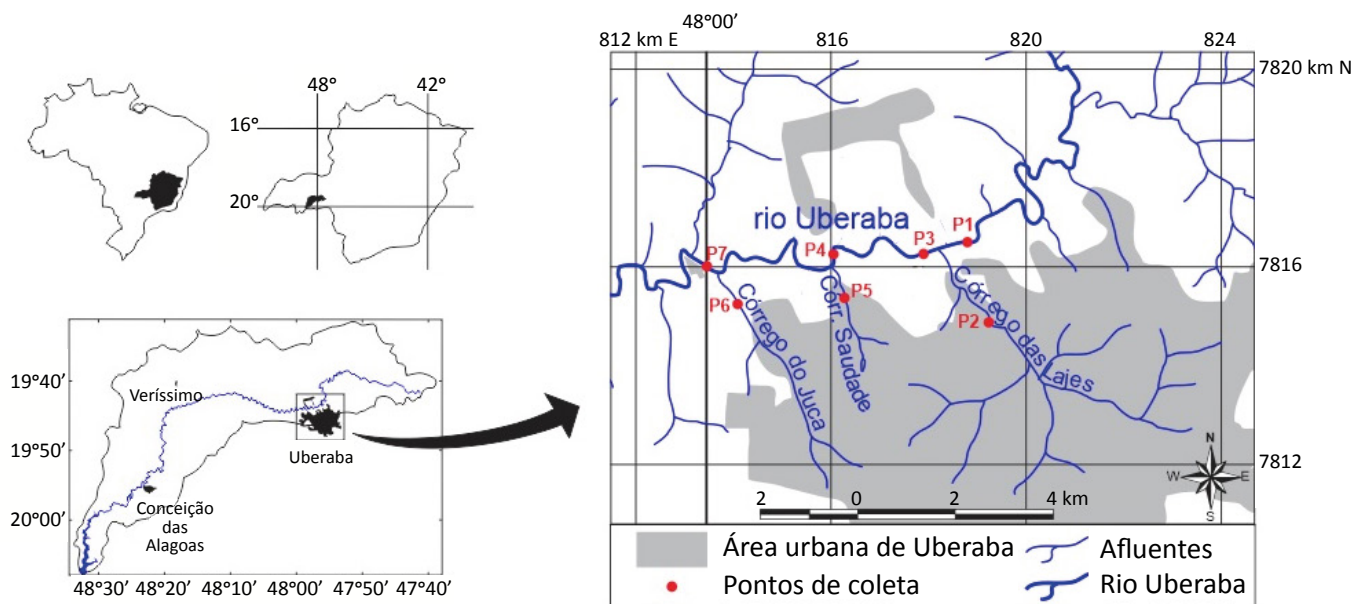 48°
42°
16°
20°
19°40’
19°50’
20°00’
Veríssimo
Uberaba
Conceição
das
Alagoas
48°30’ 48°20’ 48°10’ 48°00’ 47°50’ 47°40’
48°00’
812 km E
816
820
824
7820 km N
7816
7812
rio Uberaba
P1
P3
P4
P7
P5
P6
P2
Córrego do Juca
Córr. Saudade
Córrego das Lajes
N
W
E
S
2 0 2 4 km
Área urbana de Uberaba
Afluentes
Pontos de coleta
Rio Uberaba